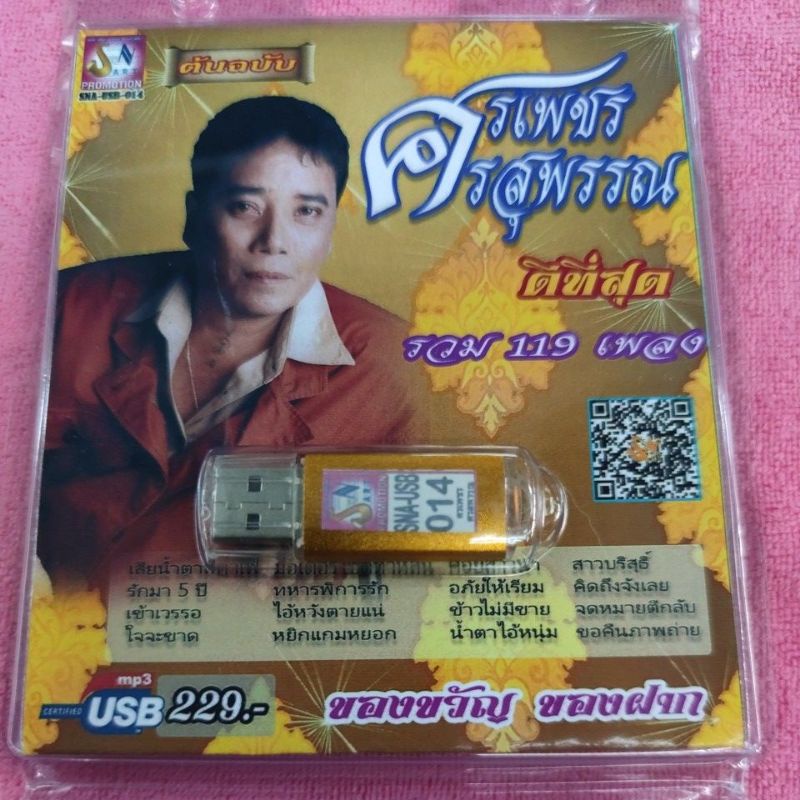 SN
ART
PROMOTION
SNA-USB-014
ต้นฉบับ
ศรเพชร
ศรสุพรรณ
ดีที่สุด
รวม 119 เพลง
SN
ART
PROMOTION
SNA-USB
014
สาวบริสุทธิ์
รักมา 5 ปี ทหารพิการรัก อภัยให้เรียม คิดถึงจังเลย
เข้าเวรรอ ไอ้หวังตายแน่ ข้าวไม่มีขาย จดหมายตีกลับ
ใจจะขาด หยิกแกมหยอก น้ำตาไอ้หนุ่ม ขอคืนภาพถ่าย
mp3
CERTIFIED USB 229.-
ของขวัญ ของฝาก